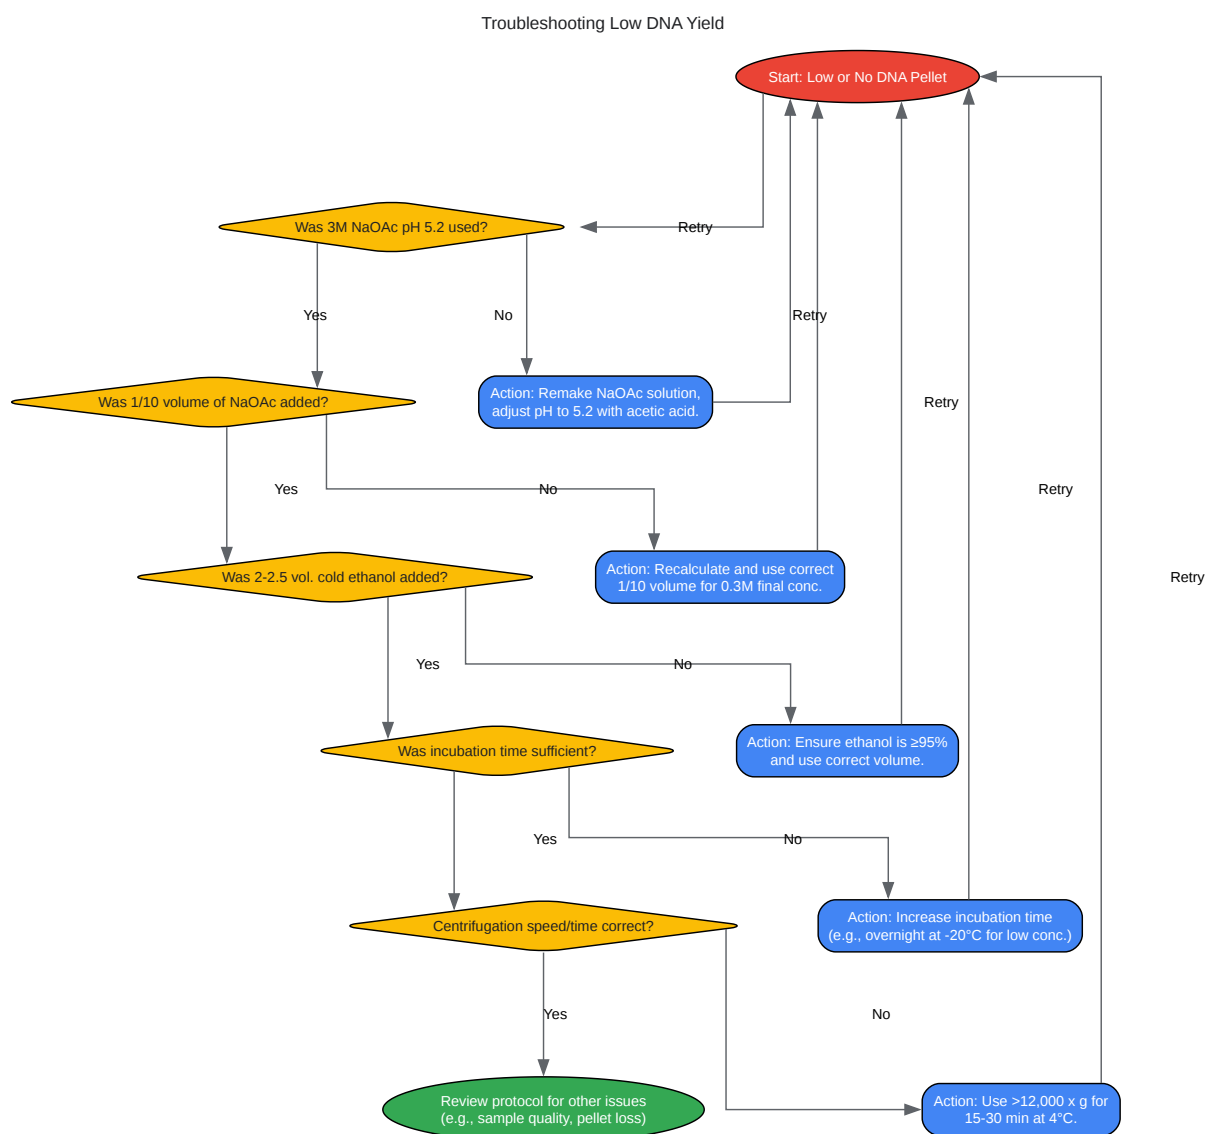 Troubleshooting Low DNA Yield
Start: Low or No DNA Pellet
Was 3M NaOAc pH 5.2 used?
Retry
Yes
No
Retry
Was 1/10 volume of NaOAc added?
Action: Remake NaOAc solution,
adjust pH to 5.2 with acetic acid.
Retry
Yes
No
Retry
Was 2-2.5 vol. cold ethanol added?
Action: Recalculate and use correct
1/10 volume for 0.3M final conc.
Retry
Yes
No
Was incubation time sufficient?
Action: Ensure ethanol is ≥95%
and use correct volume.
Yes
No
Centrifugation speed/time correct?
Action: Increase incubation time
(e.g., overnight at -20°C for low conc.)
Yes
No
Review protocol for other issues
(e.g., sample quality, pellet loss)
Action: Use >12,000 x g for
15-30 min at 4°C.